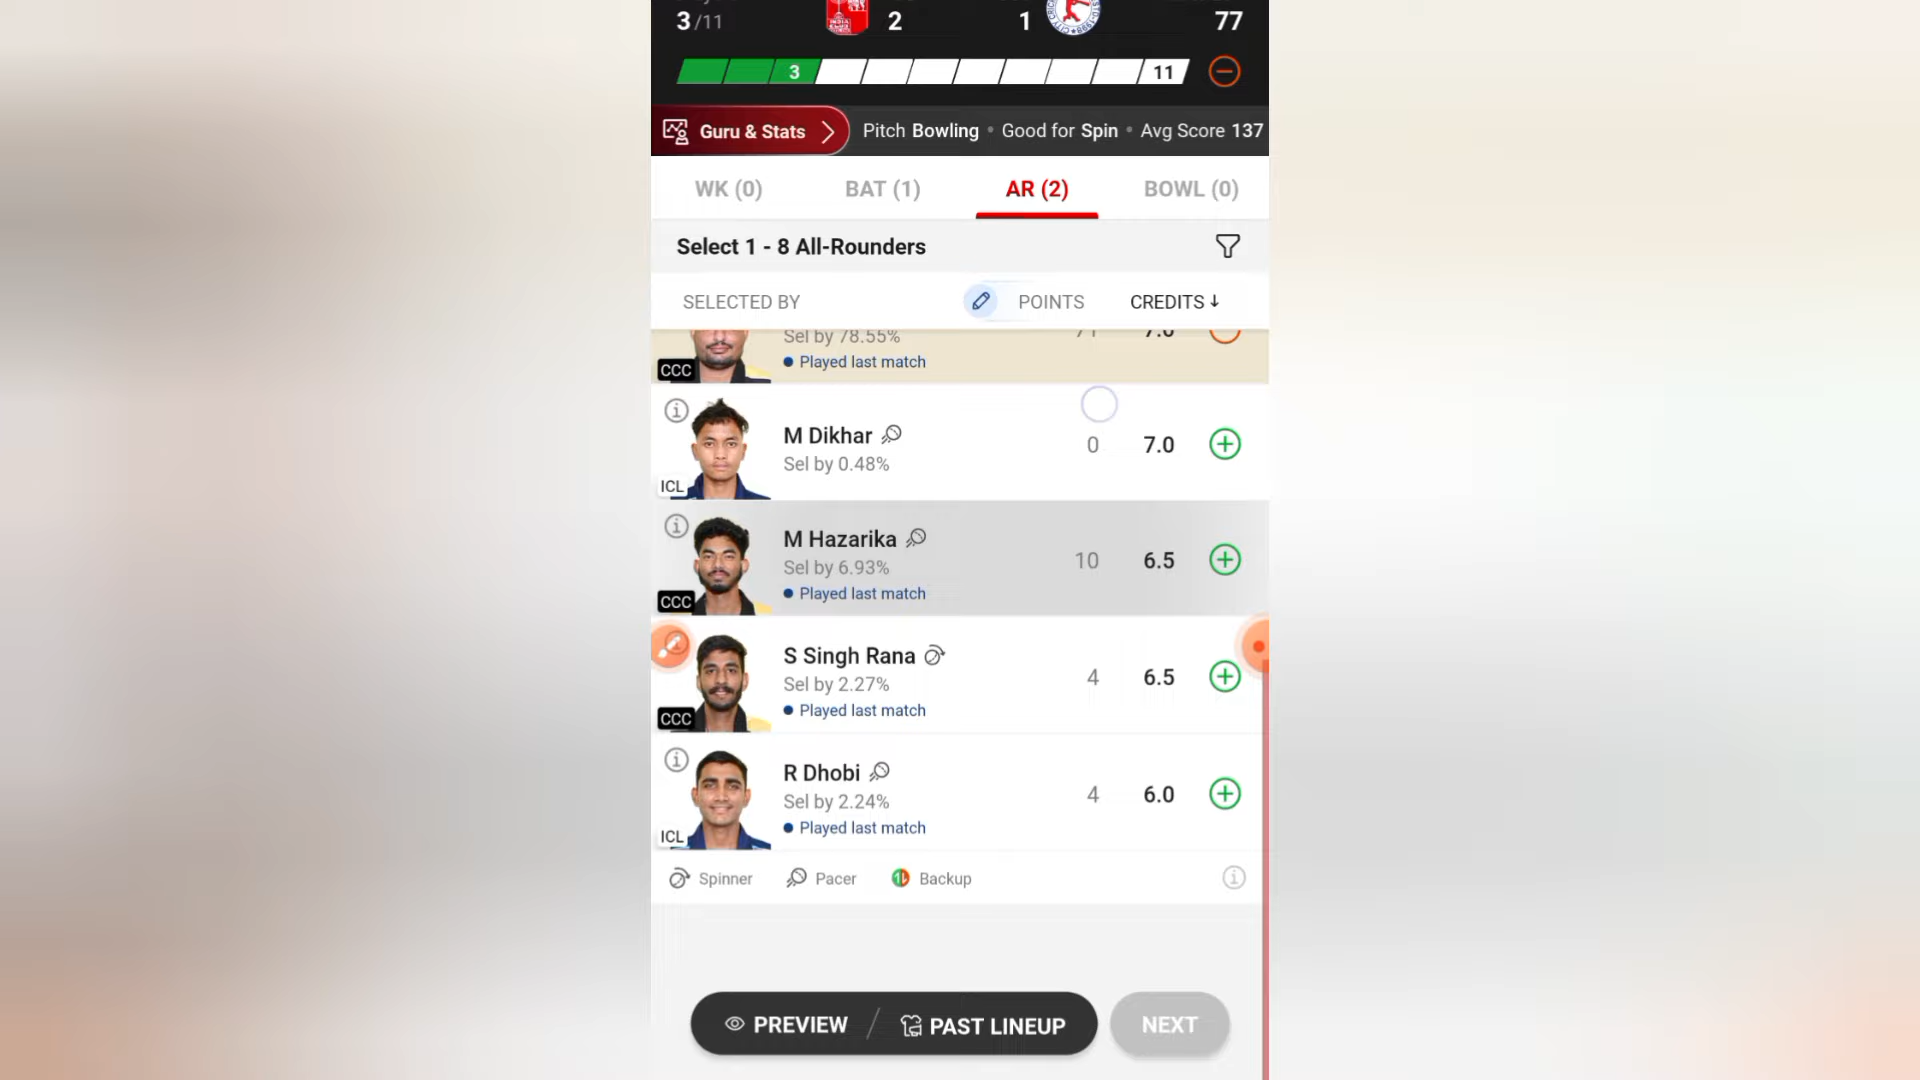 3/11
2
1
77
3
11
Guru & Stats
Pitch Bowling • Good for Spin • Avg Score 137
WK (0)
BAT (1)
AR (2)
BOWL (0)
Select 1 - 8 All-Rounders
SELECTED BY
POINTS
CREDITS↓
Sel by 78.55%
71
7.0
Played last match
CCC
M Dikhar
Sel by 0.48%
0
7.0
ICL
M Hazarika
Sel by 6.93%
10
6.5
Played last match
CCC
S Singh Rana
Sel by 2.27%
4
6.5
Played last match
CCC
R Dhobi
Sel by 2.24%
4
6.0
Played last match
ICL
Spinner
Pacer
Backup
PREVIEW / PAST LINEUP
NEXT